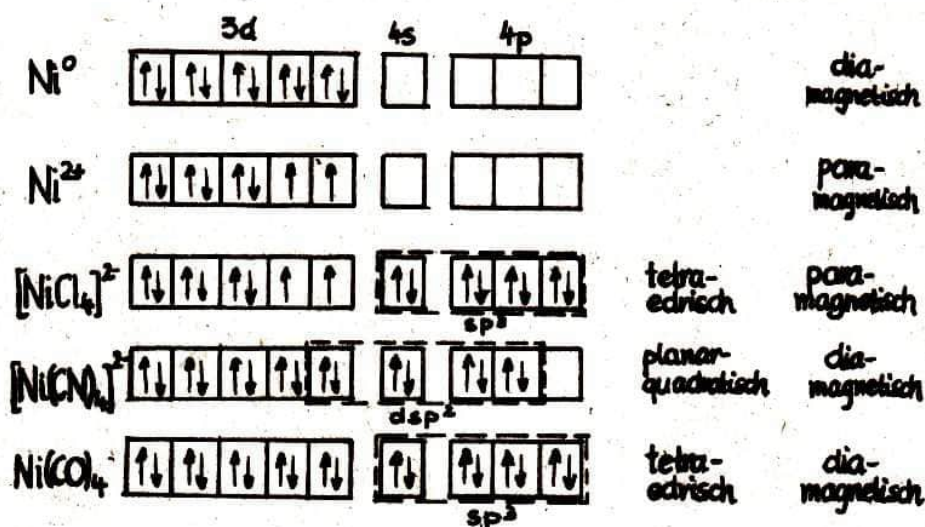 3d 4s 4p
Ni⁰ ↑↓ ↑↓ ↑↓ ↑↓ ↑↓ dia-
magnetisch
Ni²⁺ ↑↓ ↑↓ ↑↓ ↑ ↑ para-
magnetisch
[NiCl₄]²⁻ ↑↓ ↑↓ ↑↓ ↑ ↑ ↑↓ ↑↓ ↑↓ ↑↓ tetra- para-
edrisch magnetisch
sp³
[Ni(CN)₄]²⁻ ↑↓ ↑↓ ↑↓ ↑↓ ↑↓ ↑↓ ↑↓ ↑↓ planar- dia-
quadratisch magnetisch
dsp²
Ni(CO)₄ ↑↓ ↑↓ ↑↓ ↑↓ ↑↓ ↑↓ ↑↓ ↑↓ ↑↓ tetra- dia-
edrisch magnetisch
sp³